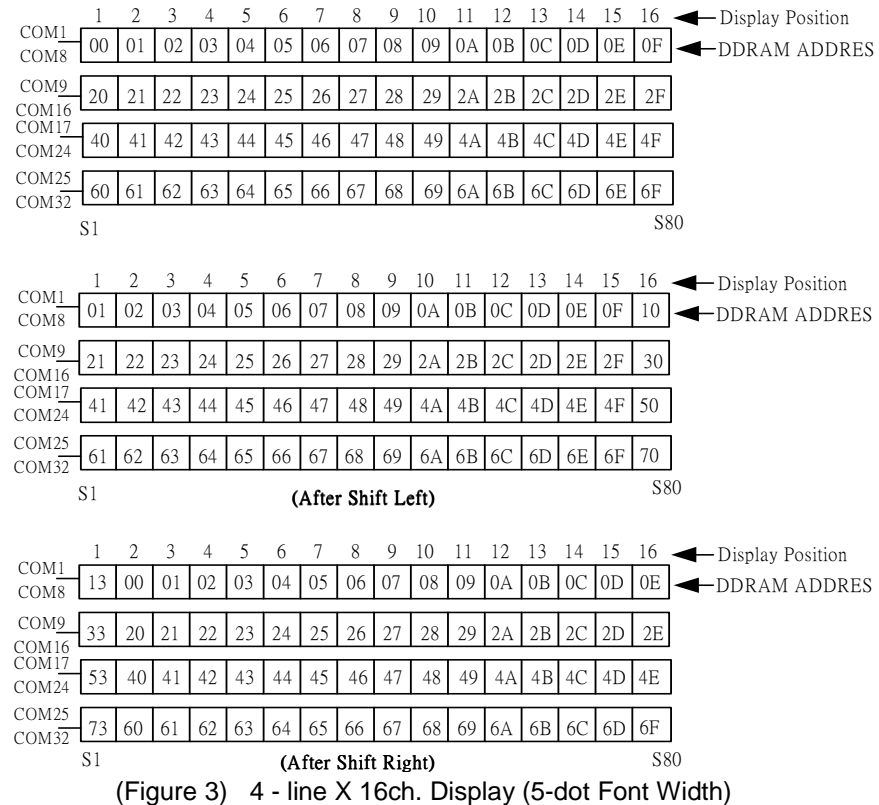 1 2 3 4 5 6 7 8 9 10 11 12 13 14 15 16 Display Position
COM1
COM8
00 01 02 03 04 05 06 07 08 09 0A 0B 0C 0D 0E 0F DDRAM ADDRES
COM9
COM16
20 21 22 23 24 25 26 27 28 29 2A 2B 2C 2D 2E 2F
COM17
COM24
40 41 42 43 44 45 46 47 48 49 4A 4B 4C 4D 4E 4F
COM25
COM32
60 61 62 63 64 65 66 67 68 69 6A 6B 6C 6D 6E 6F
S1 S80
1 2 3 4 5 6 7 8 9 10 11 12 13 14 15 16 Display Position
COM1
COM8
01 02 03 04 05 06 07 08 09 0A 0B 0C 0D 0E 0F 10 DDRAM ADDRES
COM9
COM16
21 22 23 24 25 26 27 28 29 2A 2B 2C 2D 2E 2F 30
COM17
COM24
41 42 43 44 45 46 47 48 49 4A 4B 4C 4D 4E 4F 50
COM25
COM32
61 62 63 64 65 66 67 68 69 6A 6B 6C 6D 6E 6F 70
S1 (After Shift Left) S80
1 2 3 4 5 6 7 8 9 10 11 12 13 14 15 16 Display Position
COM1
COM8
13 00 01 02 03 04 05 06 07 08 09 0A 0B 0C 0D 0E DDRAM ADDRES
COM9
COM16
33 20 21 22 23 24 25 26 27 28 29 2A 2B 2C 2D 2E
COM17
COM24
53 40 41 42 43 44 45 46 47 48 49 4A 4B 4C 4D 4E
COM25
COM32
73 60 61 62 63 64 65 66 67 68 69 6A 6B 6C 6D 6F
S1 (After Shift Right) S80
(Figure 3) 4 - line X 16ch. Display (5-dot Font Width)